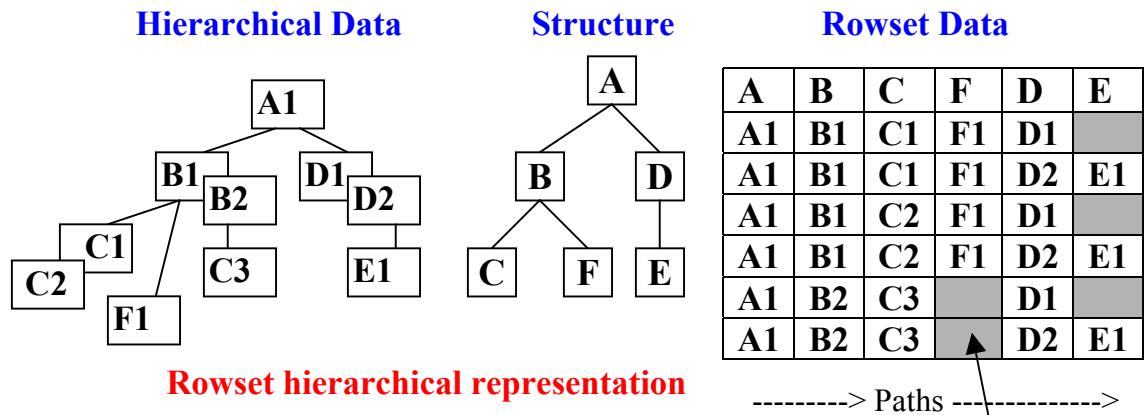 Hierarchical Data
Structure
Rowset Data
A1
B1
B2
D1
D2
C1
C2
C3
E1
F1
A
B
D
C
F
E
A B C F D E
A1 B1 C1 F1 D1
A1 B1 C1 F1 D2 E1
A1 B1 C2 F1 D1
A1 B1 C2 F1 D2 E1
A1 B2 C3 D1
A1 B2 C3 D2 E1
Rowset hierarchical representation
---------> Paths -------------->